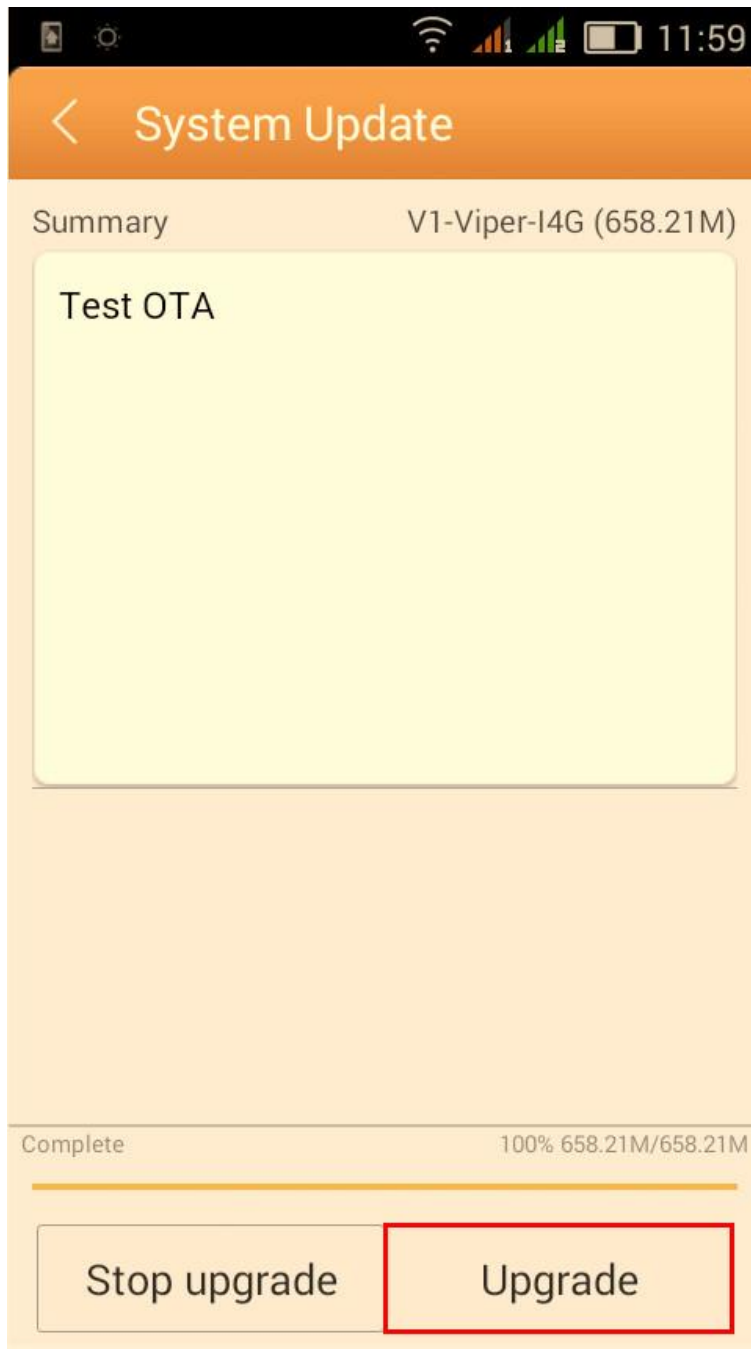 11:59
System Update
Summary V1-Viper-I4G (658.21M)
Test OTA
Complete 100% 658.21M/658.21M
Stop upgrade Upgrade